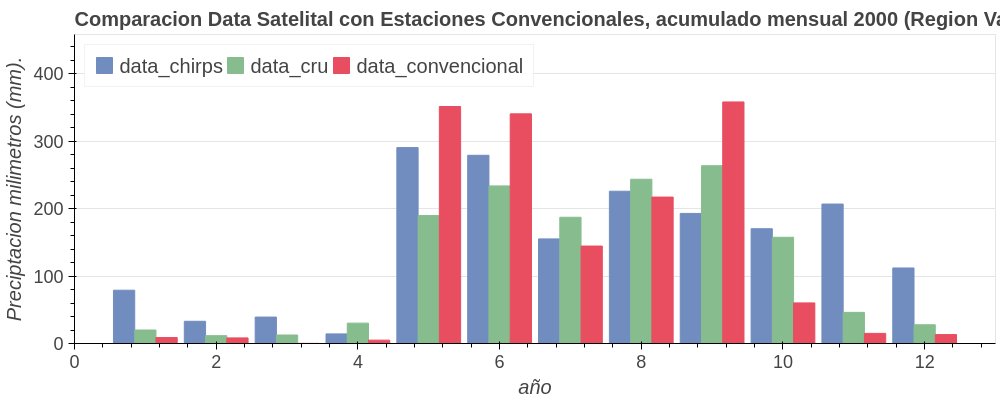 Comparacion Data Satelital con Estaciones Convencionales, acumulado mensual 2000 (Region
data_chirps data_cru data_convencional
Preciptacion milimetros (mm).
400
300
200
100
0
0 2 4 6 8 10 12
año